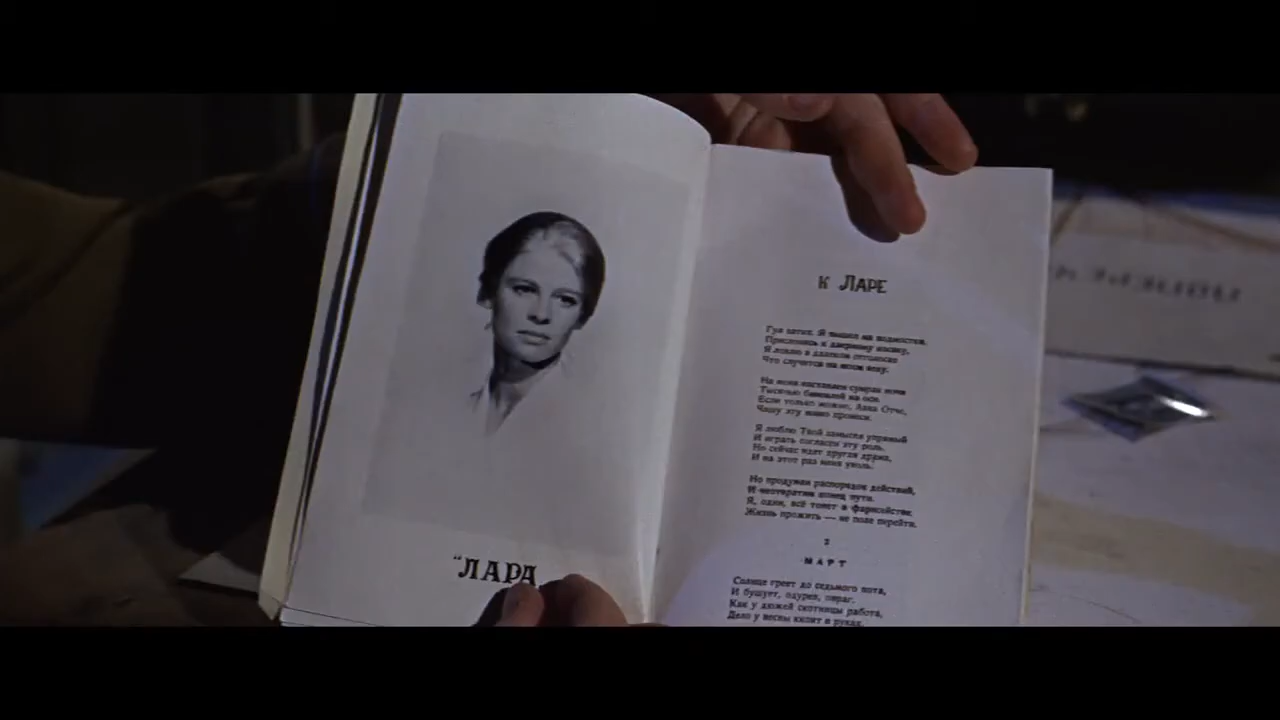 “ЛАРА
К ЛАРЕ
Гул затих. Я вышел на подмостки.
Прислонясь к дверному косяку,
Я ловлю в далеком отголоске
Что случится на моем веку.
На меня наставлен сумрак ночи
Тысячью биноклей на оси.
Если только можно, Авва Отче,
Чашу эту мимо пронеси.
Я люблю Твой замысел упрямый
И играть согласен эту роль.
Но сейчас идет другая драма,
И на этот раз меня уволь.
Но продуман распорядок действий,
И неотвратим конец пути.
Я, один, всё тонет в фарисействе.
Жизнь прожить — не поле перейти.
2
МАРТ
Солнце греет до седьмого пота,
И бушует, одурев, овраг.
Как у дюжей скотницы работа,
Дело у весны кипит в руках.